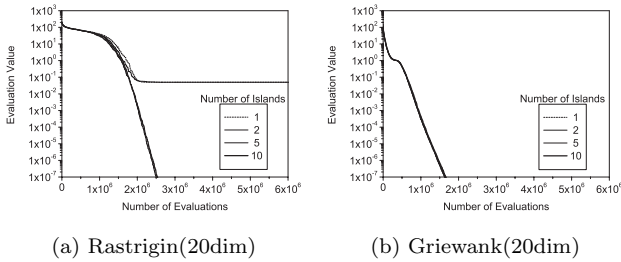 1x10³
1x10²
1x10¹
1x10⁰
1x10⁻¹
1x10⁻²
1x10⁻³
1x10⁻⁴
1x10⁻⁵
1x10⁻⁶
1x10⁻⁷
Evaluation Value
Number of Islands
1
2
5
10
0 1x10⁶ 2x10⁶ 3x10⁶ 4x10⁶ 5x10⁶ 6x10⁶
Number of Evaluations
(a) Rastrigin(20dim)
1x10³
1x10²
1x10¹
1x10⁰
1x10⁻¹
1x10⁻²
1x10⁻³
1x10⁻⁴
1x10⁻⁵
1x10⁻⁶
1x10⁻⁷
Evaluation Value
Number of Islands
1
2
5
10
0 1x10⁶ 2x10⁶ 3x10⁶ 4x10⁶ 5x10⁶ 6x10⁶
Number of Evaluations
(b) Griewank(20dim)